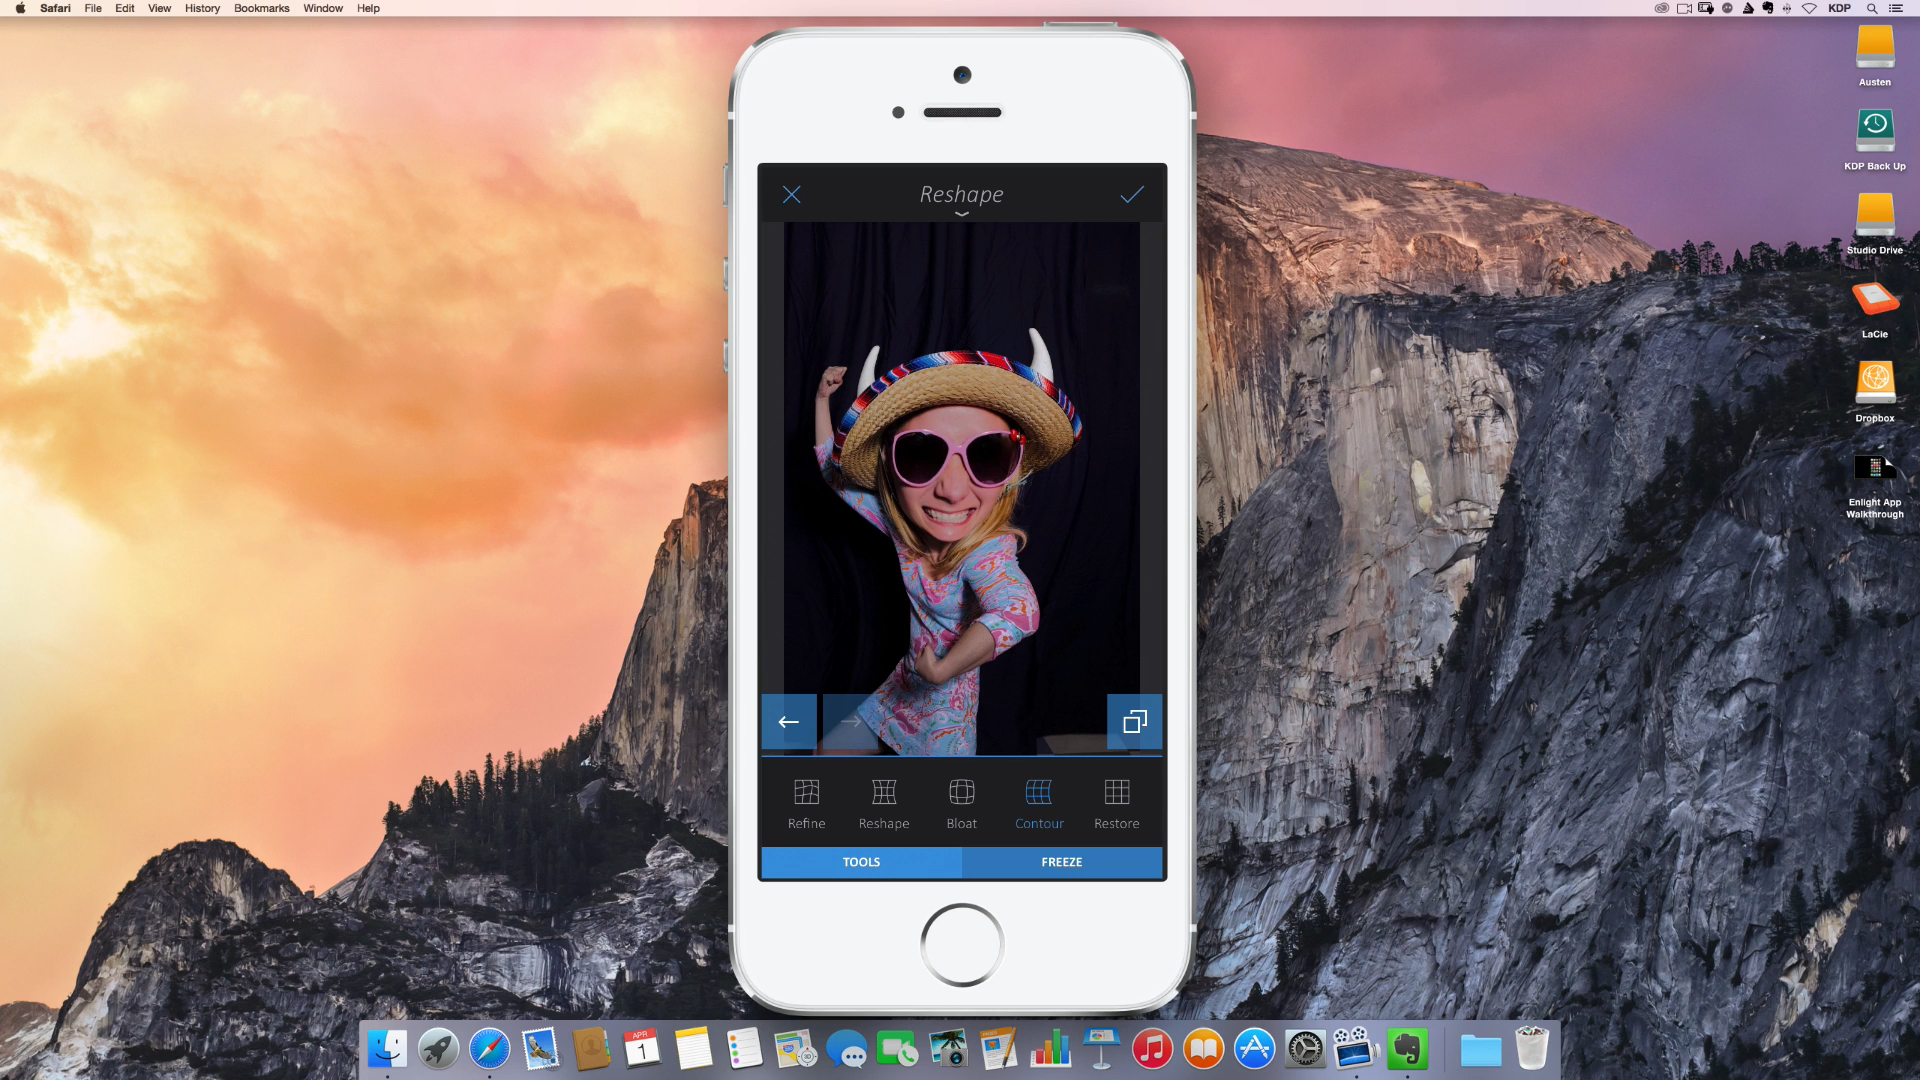 Safari File Edit View History Bookmarks Window Help KDP
Austen
KDP Back Up
Studio Drive
LaCie
Dropbox
Enlight App
Walkthrough
Reshape
Refine Reshape Bloat Contour Restore
TOOLS FREEZE
APR
1